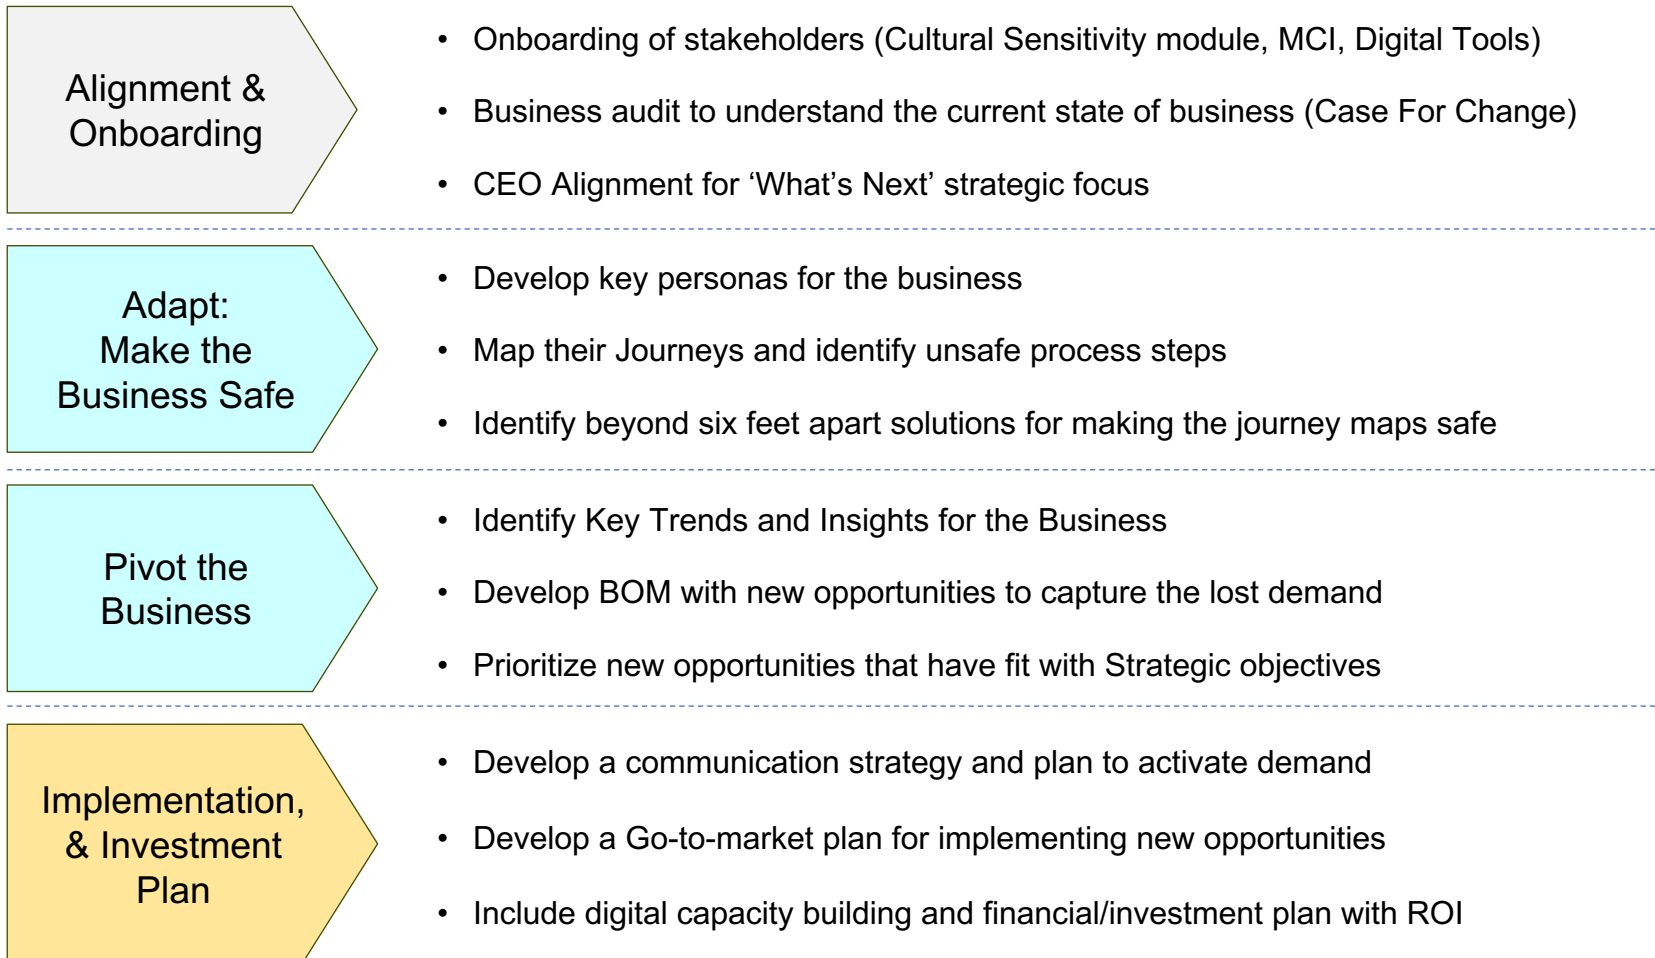 Alignment &
Onboarding
• Onboarding of stakeholders (Cultural Sensitivity module, MCI, Digital Tools)
• Business audit to understand the current state of business (Case For Change)
• CEO Alignment for ‘What’s Next’ strategic focus
Adapt:
Make the
Business Safe
• Develop key personas for the business
• Map their Journeys and identify unsafe process steps
• Identify beyond six feet apart solutions for making the journey maps safe
Pivot the
Business
• Identify Key Trends and Insights for the Business
• Develop BOM with new opportunities to capture the lost demand
• Prioritize new opportunities that have fit with Strategic objectives
Implementation,
& Investment
Plan
• Develop a communication strategy and plan to activate demand
• Develop a Go-to-market plan for implementing new opportunities
• Include digital capacity building and financial/investment plan with ROI